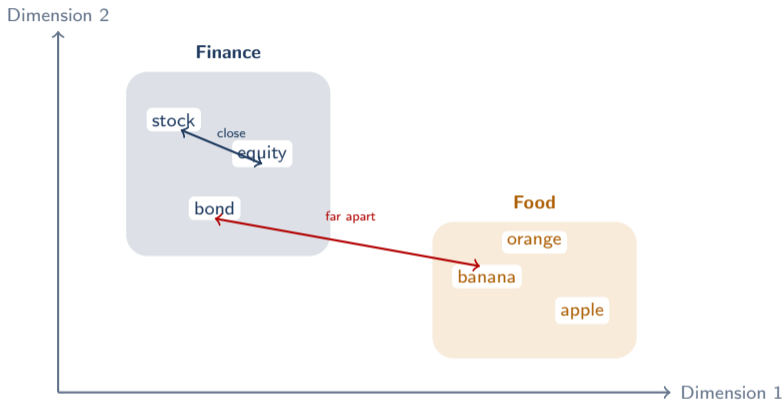 Dimension 2
Finance
stock
close
equity
bond
far apart
Food
orange
banana
apple
Dimension 1